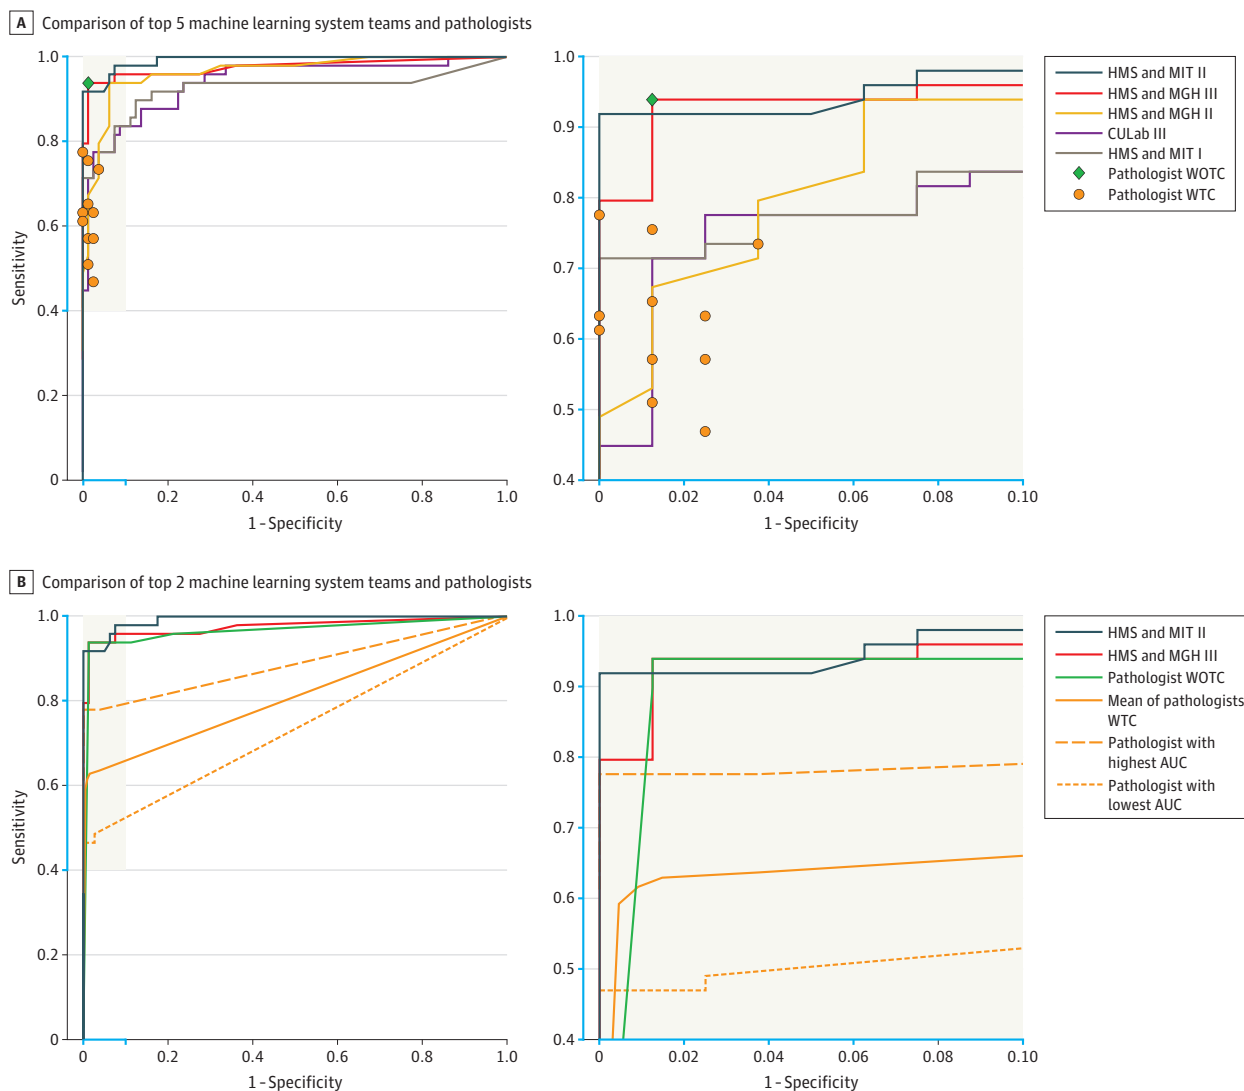 A Comparison of top 5 machine learning system teams and pathologists
1.0
0.8
0.6
0.4
0.2
0
Sensitivity
0
0.2
0.4
0.6
0.8
1.0
1 - Specificity
1.0
0.9
0.8
0.7
0.6
0.5
0.4
0
0.02
0.04
0.06
0.08
0.10
1 - Specificity
HMS and MIT II
HMS and MGH III
HMS and MGH II
CULab III
HMS and MIT I
Pathologist WOTC
Pathologist WTC
B Comparison of top 2 machine learning system teams and pathologists
1.0
0.8
0.6
0.4
0.2
0
Sensitivity
0
0.2
0.4
0.6
0.8
1.0
1 - Specificity
1.0
0.9
0.8
0.7
0.6
0.5
0.4
0
0.02
0.04
0.06
0.08
0.10
1 - Specificity
HMS and MIT II
HMS and MGH III
Pathologist WOTC
Mean of pathologists
WTC
Pathologist with
highest AUC
Pathologist with
lowest AUC